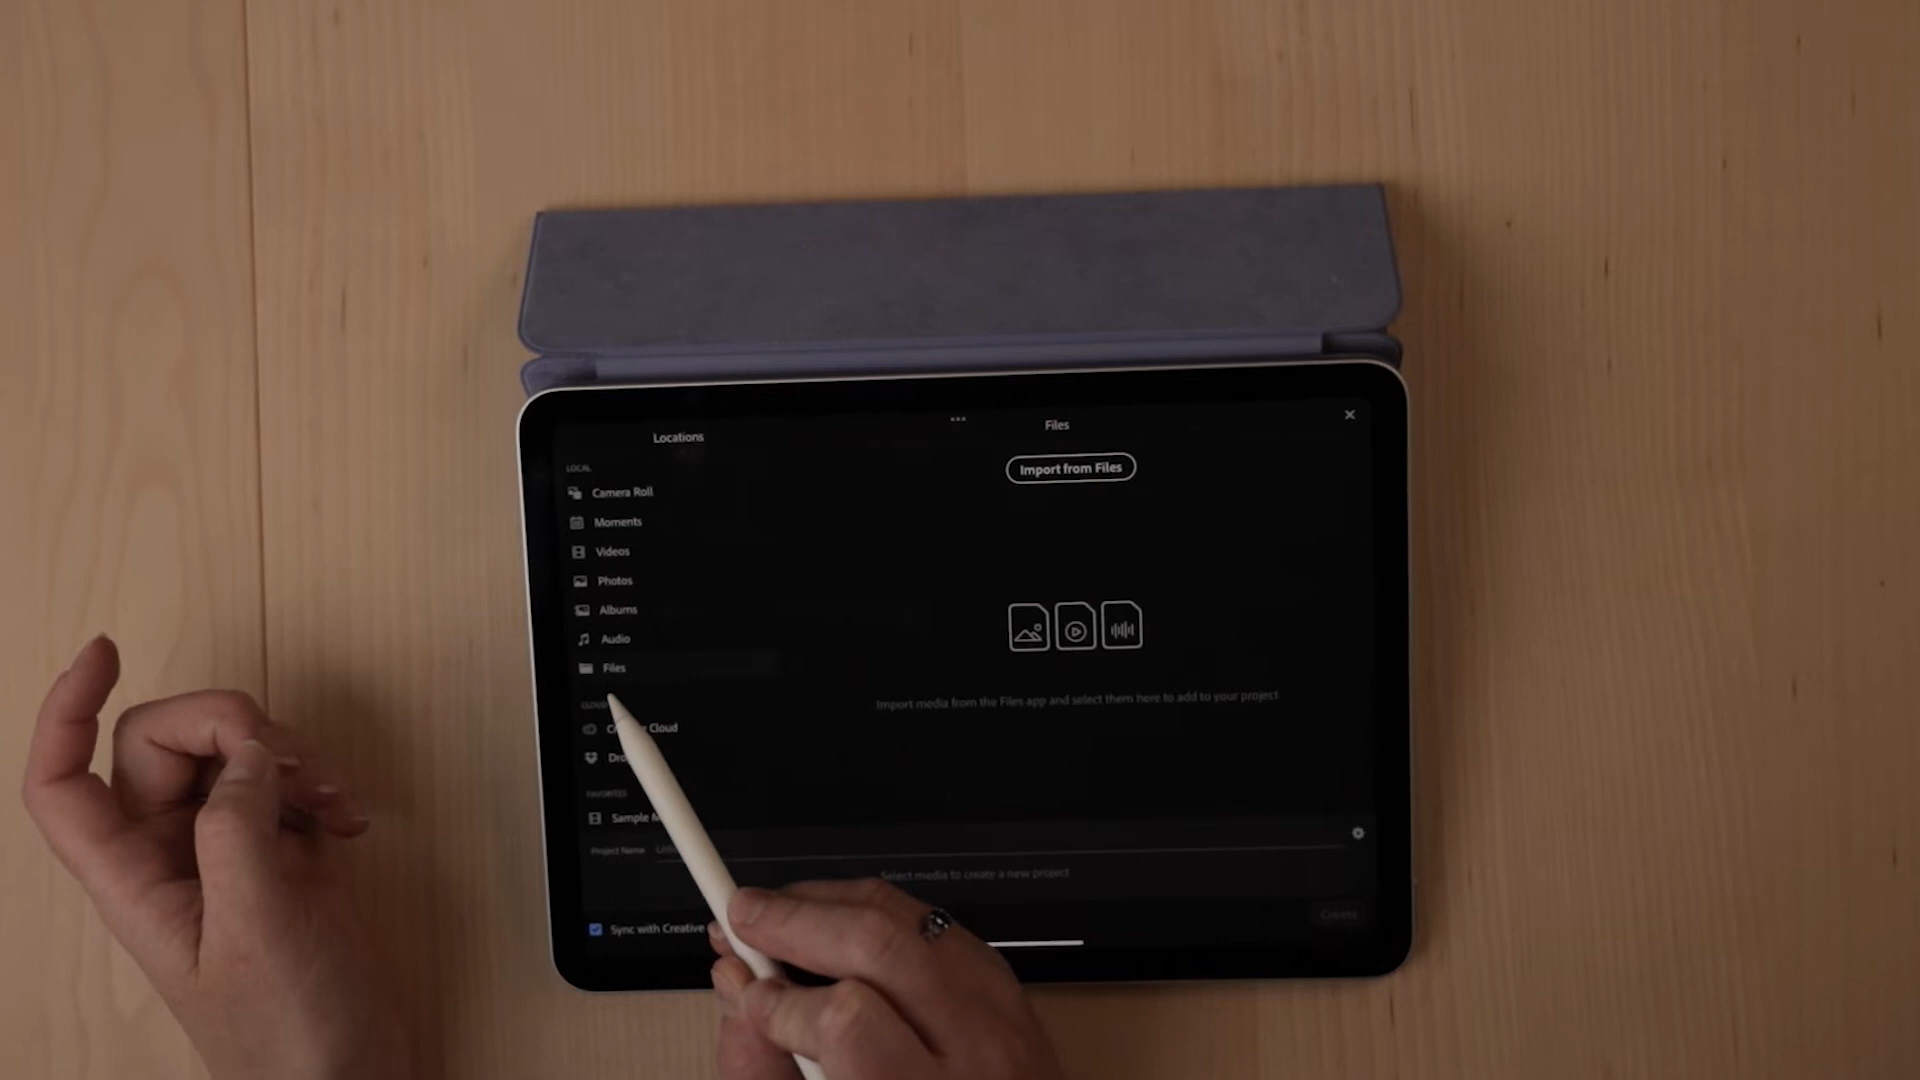 Locations
Files
LOCAL
Import from Files
Camera Roll
Moments
Videos
Photos
Albums
Audio
Files
Import media from the Files app and select them here to add to your project
Cloud
FAVORITES
Sample
Project Name
Select media to create a new project
Create
Sync with Creative